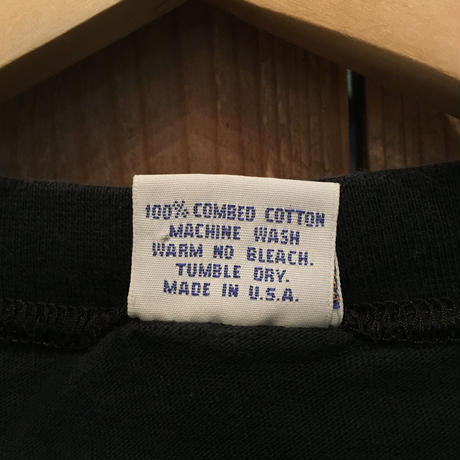 100% COMBED COTTON
MACHINE WASH
WARM NO BLEACH.
TUMBLE DRY.
MADE IN U.S.A.